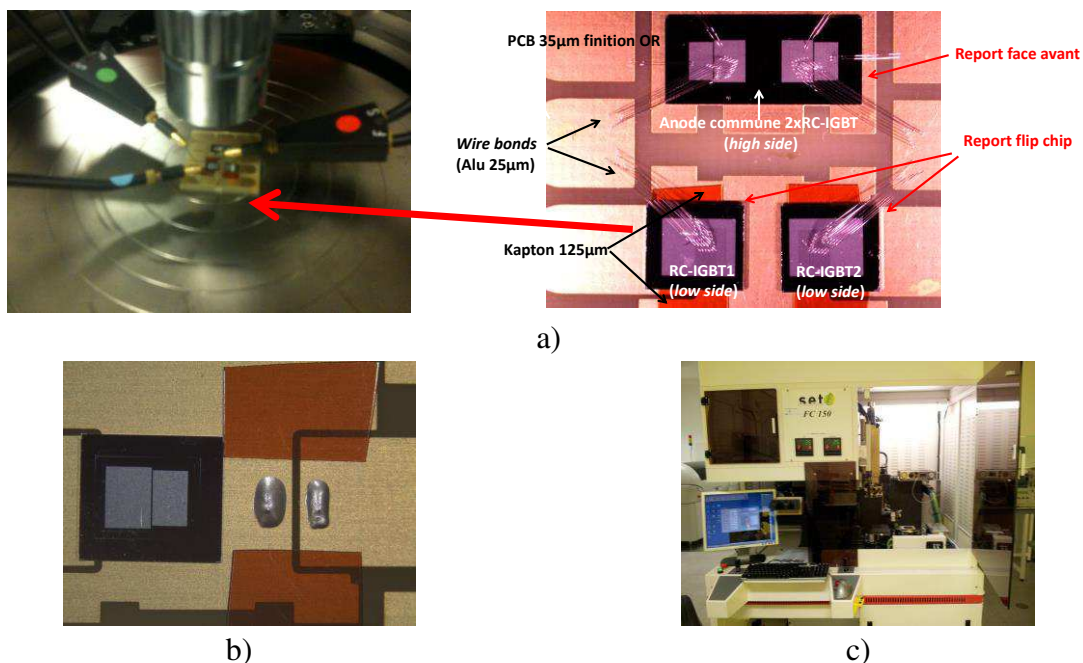 PCB 35µm finition OR
Report face avant
Anode commune 2xRC-IGBT
(high side)
Wire bonds
(Alu 25µm)
Report flip chip
Kapton 125µm
RC-IGBT1
(low side)
RC-IGBT2
(low side)
a)
set
FC 150
b)
c)